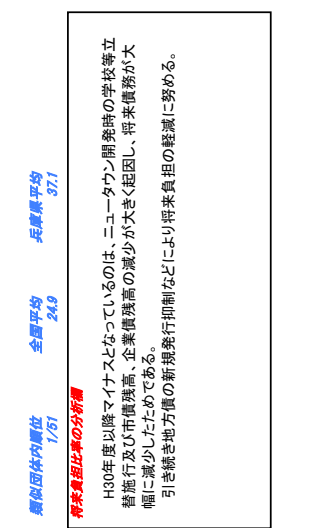 類似団体内順位 全国平均 兵庫県平均
1/51 24.9 37.1
将来負担比率の分析欄
H30年度以降マイナスとなっているのは、ニュータウン開発時の学校等立
替施行及び市債残高、企業債残高の減少が大きく起因し、将来債務が大
幅に減少したためである。
引き続き地方債の新規発行抑制などにより将来負担の軽減に努める。